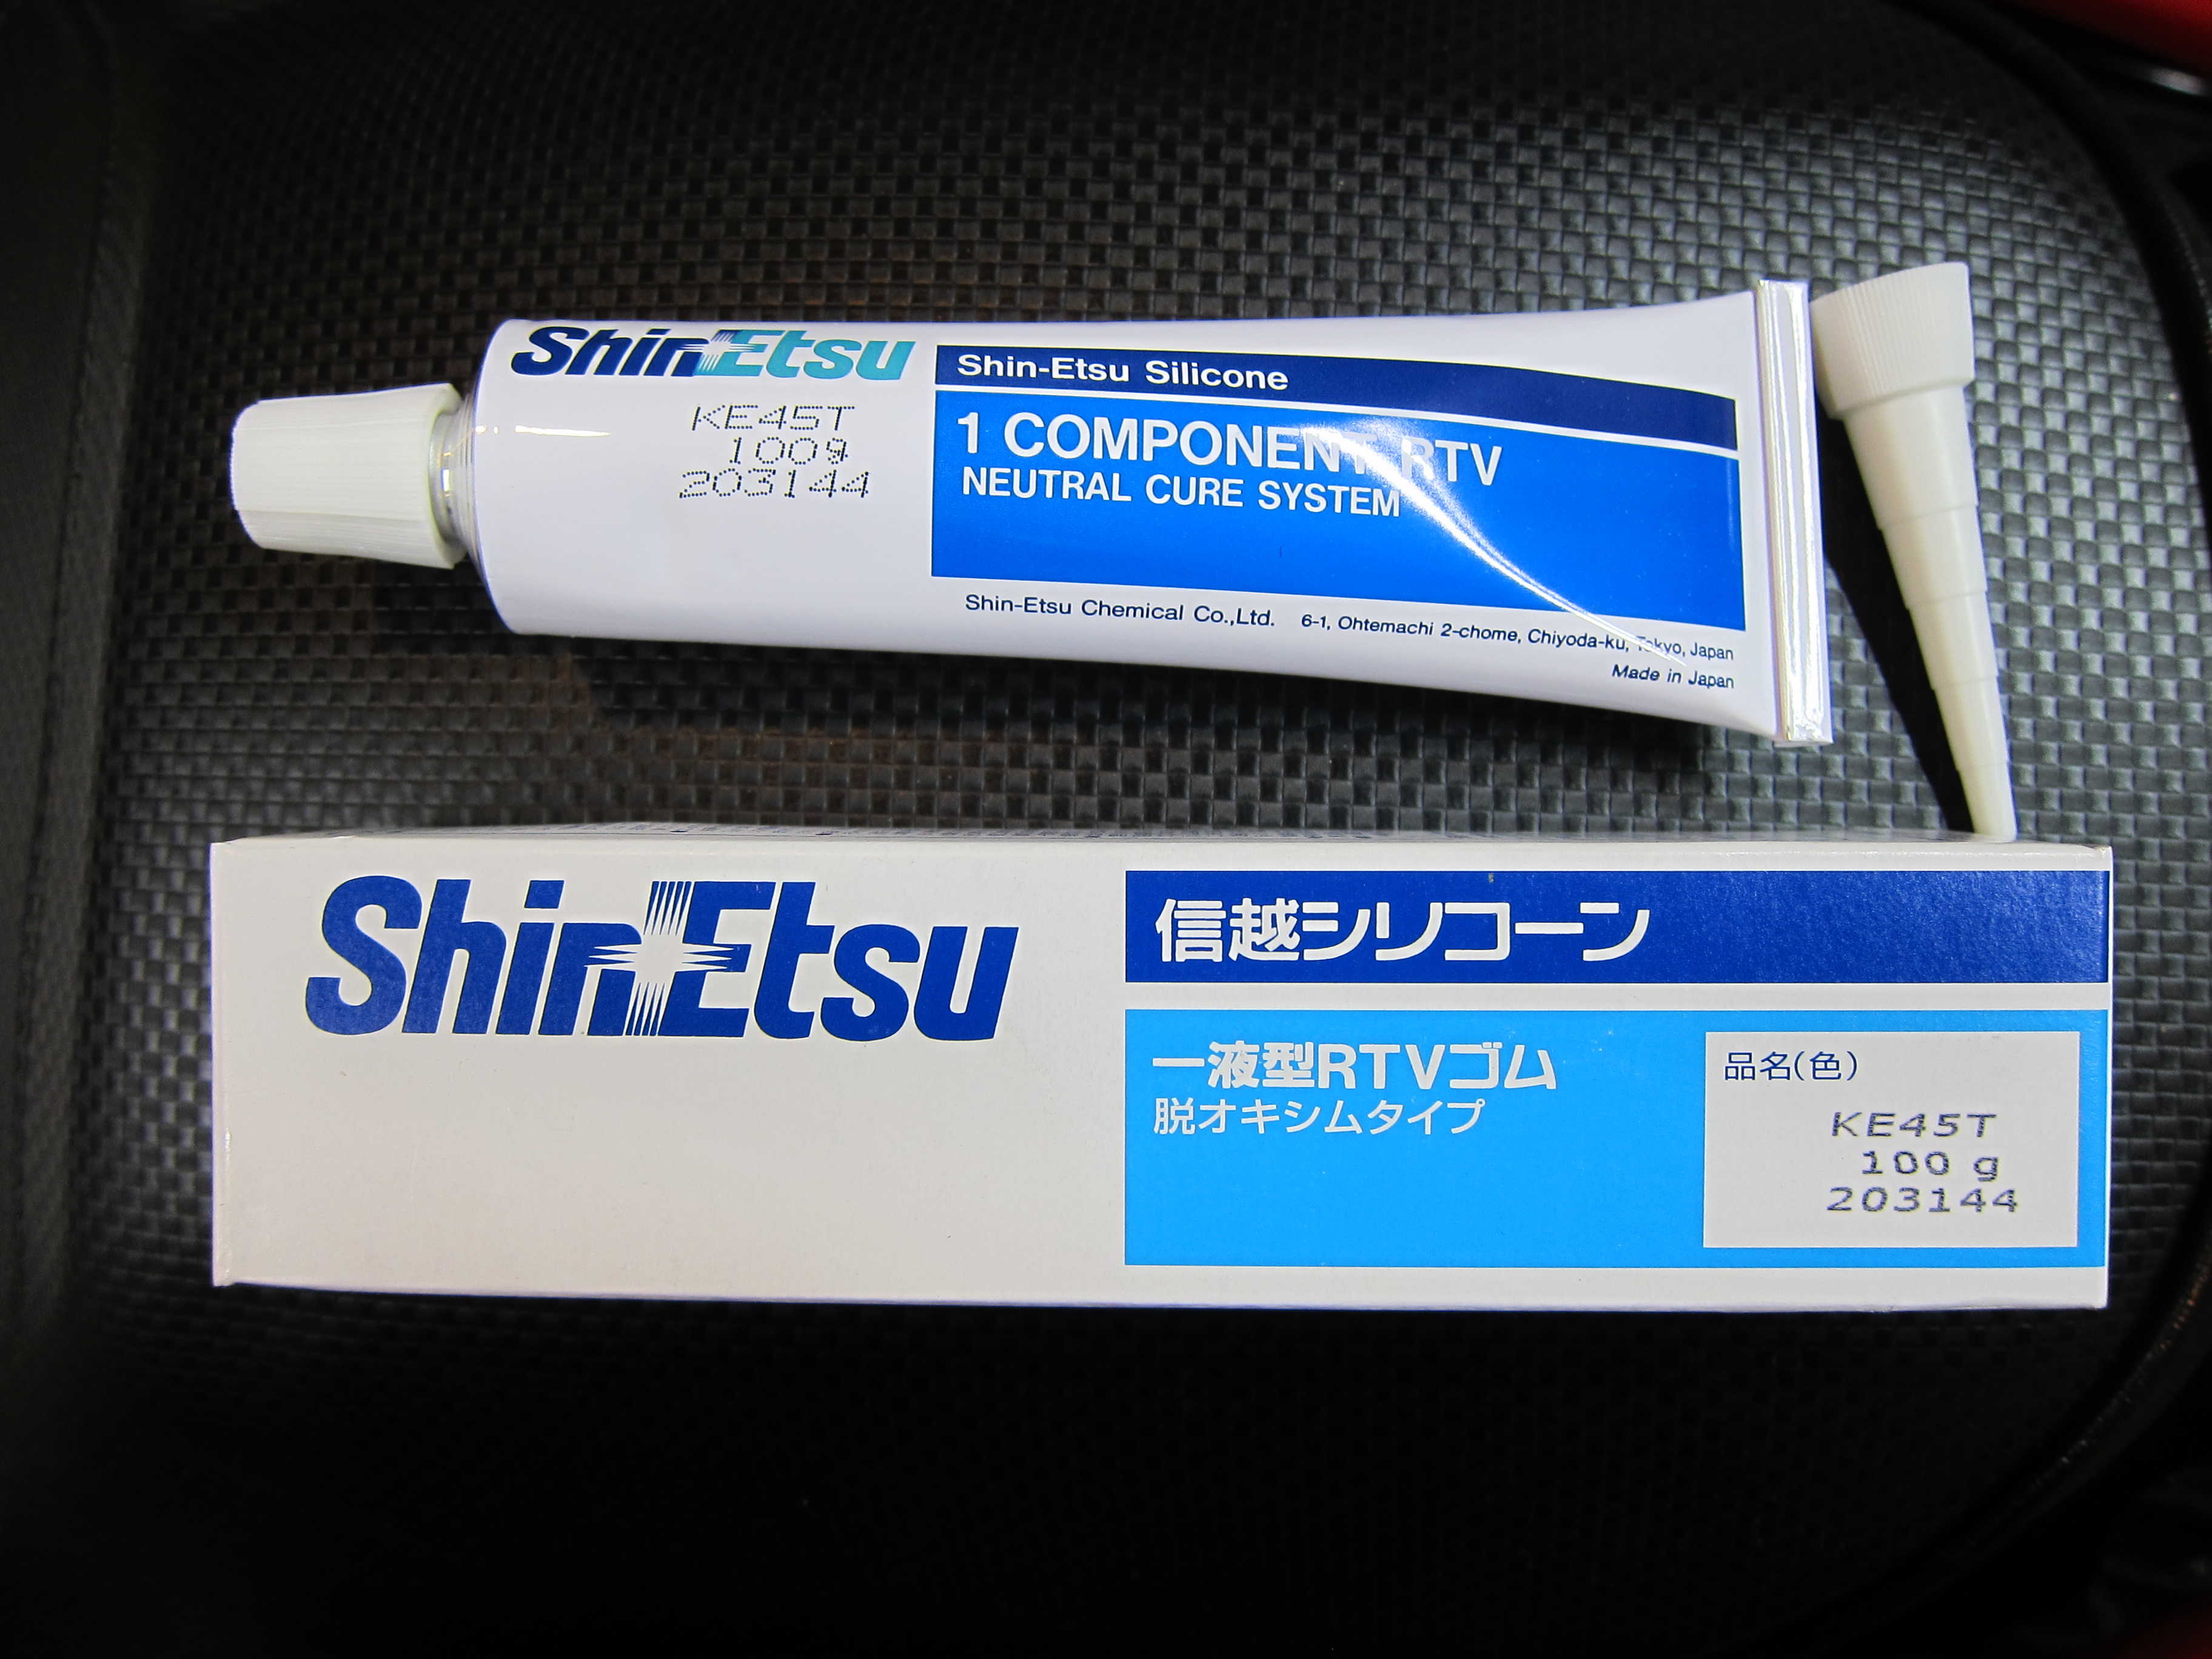 ShinEtsu
KE45T
100g
203144
Shin-Etsu Silicone
1 COMPONENT RTV
NEUTRAL CURE SYSTEM
Shin-Etsu Chemical Co.,Ltd. 6-1, Ohtemachi 2-chome, Chiyoda-ku, Tokyo, Japan
Made in Japan
ShinEtsu
信越シリコーン
一液型RTVゴム
脱オキシムタイプ
品名(色)
KE45T
100 g
203144